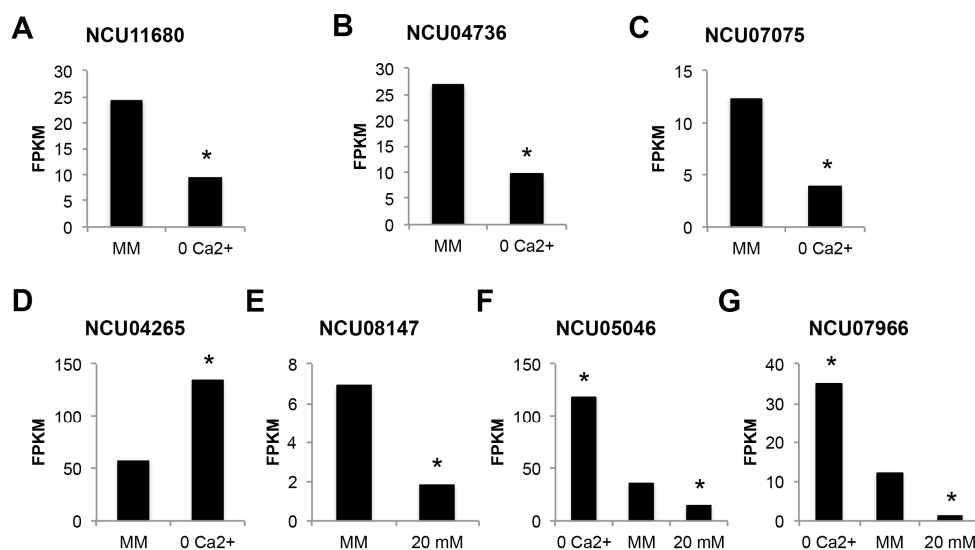 A
NCU11680
30
25
20
15
10
5
0
FPKM
*
MM 0 Ca2+
B
NCU04736
30
25
20
15
10
5
0
FPKM
*
MM 0 Ca2+
C
NCU07075
15
10
5
0
FPKM
*
MM 0 Ca2+
D
NCU04265
150
100
50
0
FPKM
*
MM 0 Ca2+
E
NCU08147
8
6
4
2
0
FPKM
*
MM 20 mM
F
NCU05046
150
100
50
0
FPKM
*
*
0 Ca2+ MM 20 mM
G
NCU07966
40
30
20
10
0
FPKM
*
*
0 Ca2+ MM 20 mM